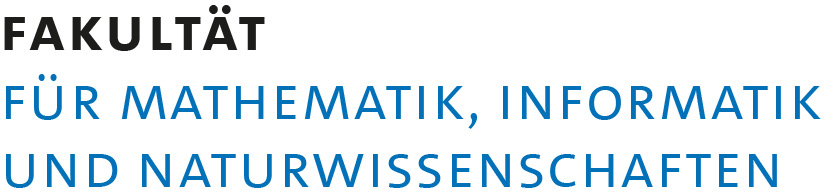 FAKULTÄT
FÜR MATHEMATIK, INFORMATIK
UND NATURWISSENSCHAFTEN